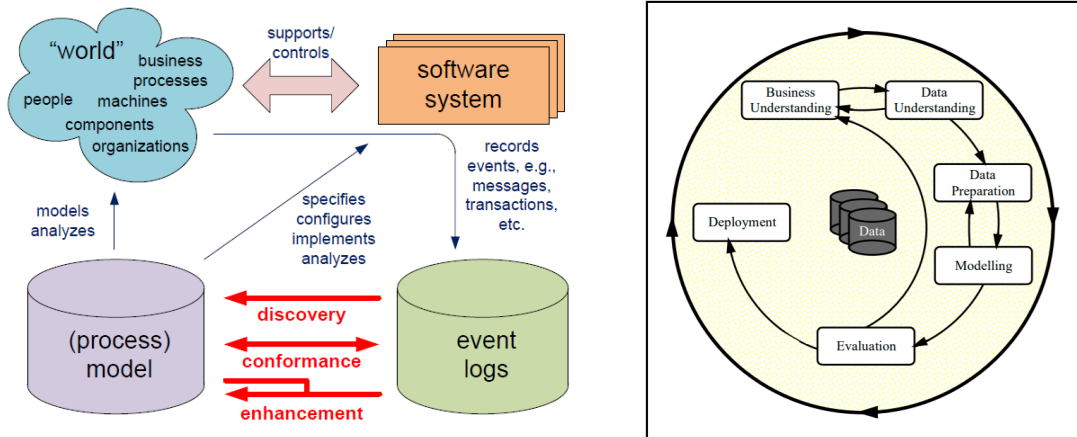 “world”
business
processes
people
machines
components
organizations
supports/
controls
software
system
records
events, e.g.,
messages,
transactions,
etc.
models
analyzes
specifies
configures
implements
analyzes
(process)
model
discovery
conformance
enhancement
event
logs
Business
Understanding
Data
Understanding
Data
Preparation
Modelling
Evaluation
Deployment
Data